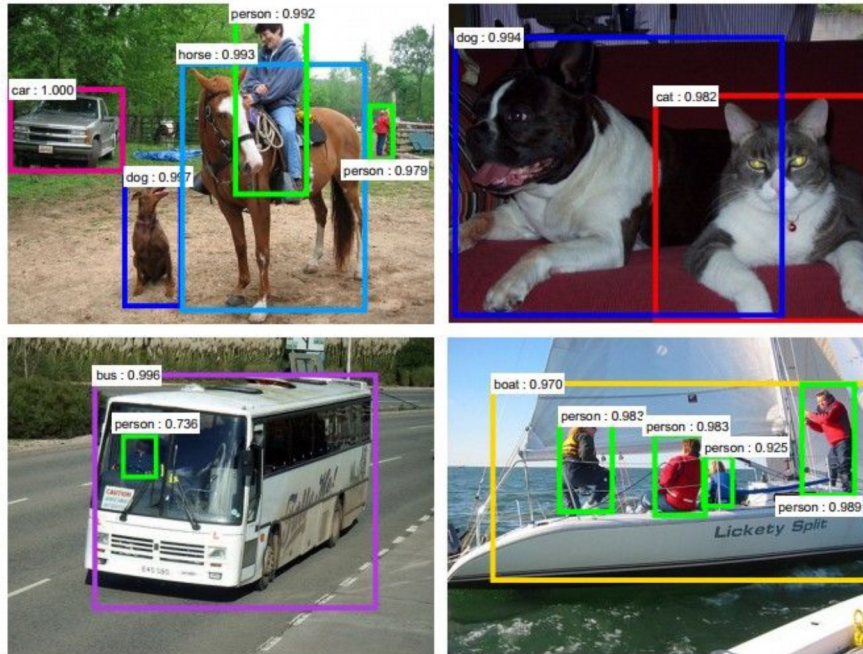 person : 0.992
horse : 0.993
car : 1.000
person : 0.979
dog : 0.997
dog : 0.994
cat : 0.982
bus : 0.996
person : 0.736
CAUTION
boat : 0.970
person : 0.983
person : 0.983
person : 0.925
person : 0.989
Lickety Split